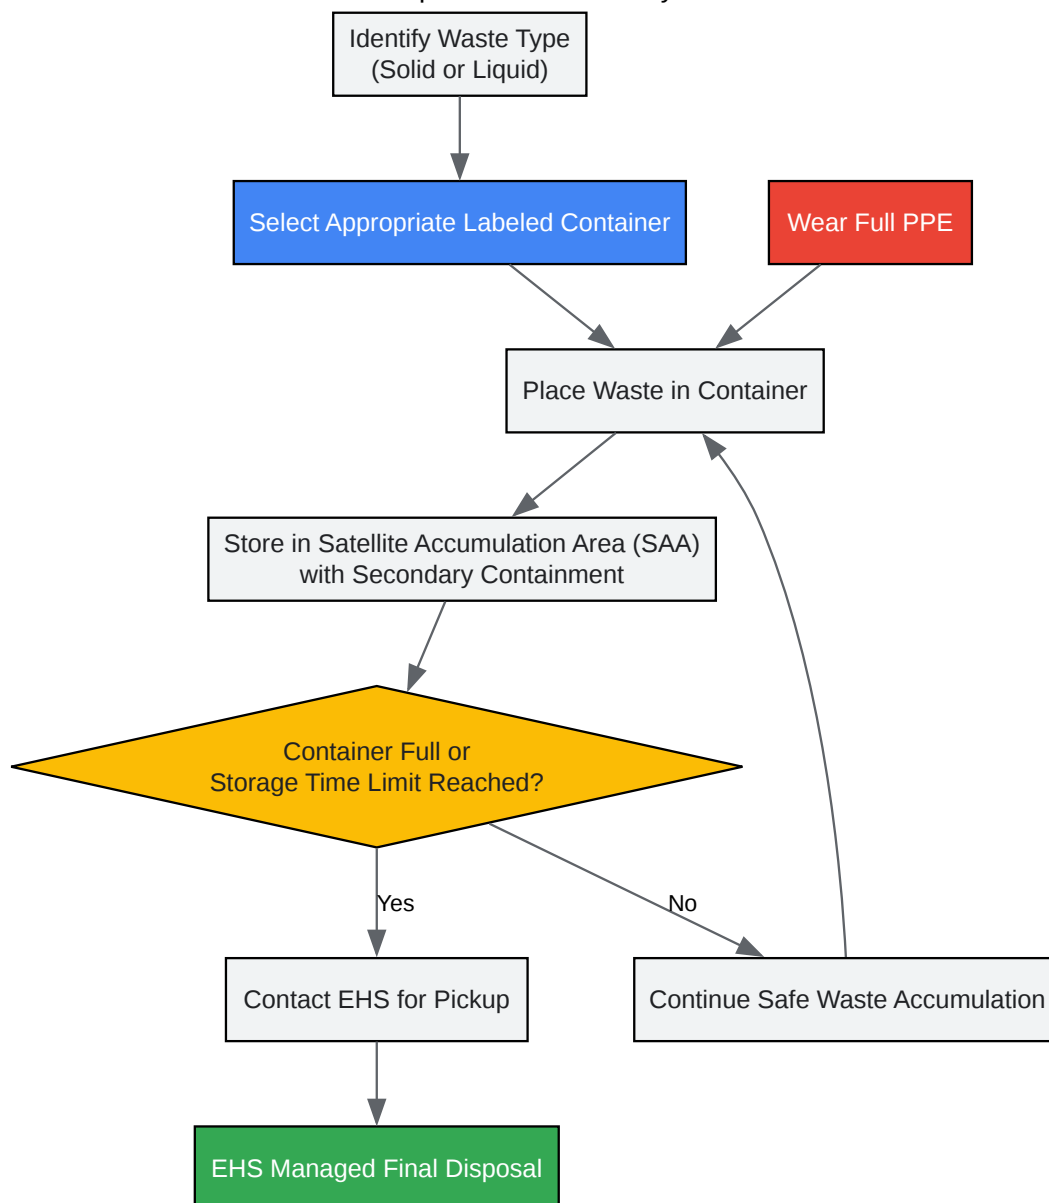 Identify Waste Type
(Solid or Liquid)
Select Appropriate Labeled Container
Wear Full PPE
Place Waste in Container
Store in Satellite Accumulation Area (SAA)
with Secondary Containment
Container Full or
Storage Time Limit Reached?
Yes
No
Contact EHS for Pickup
Continue Safe Waste Accumulation
EHS Managed Final Disposal